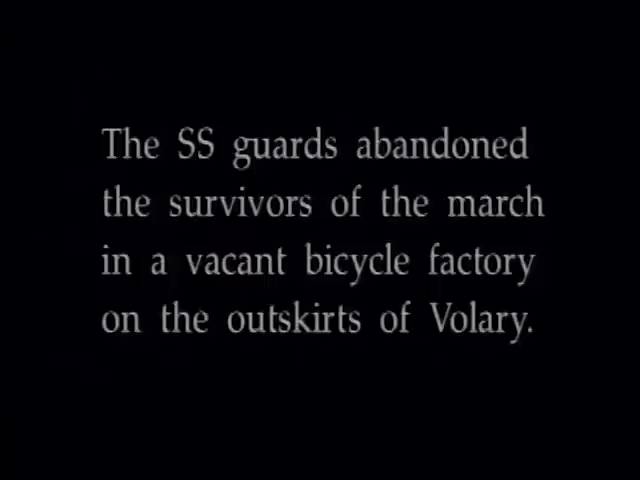 The SS guards abandoned
the survivors of the march
in a vacant bicycle factory
on the outskirts of Volary.